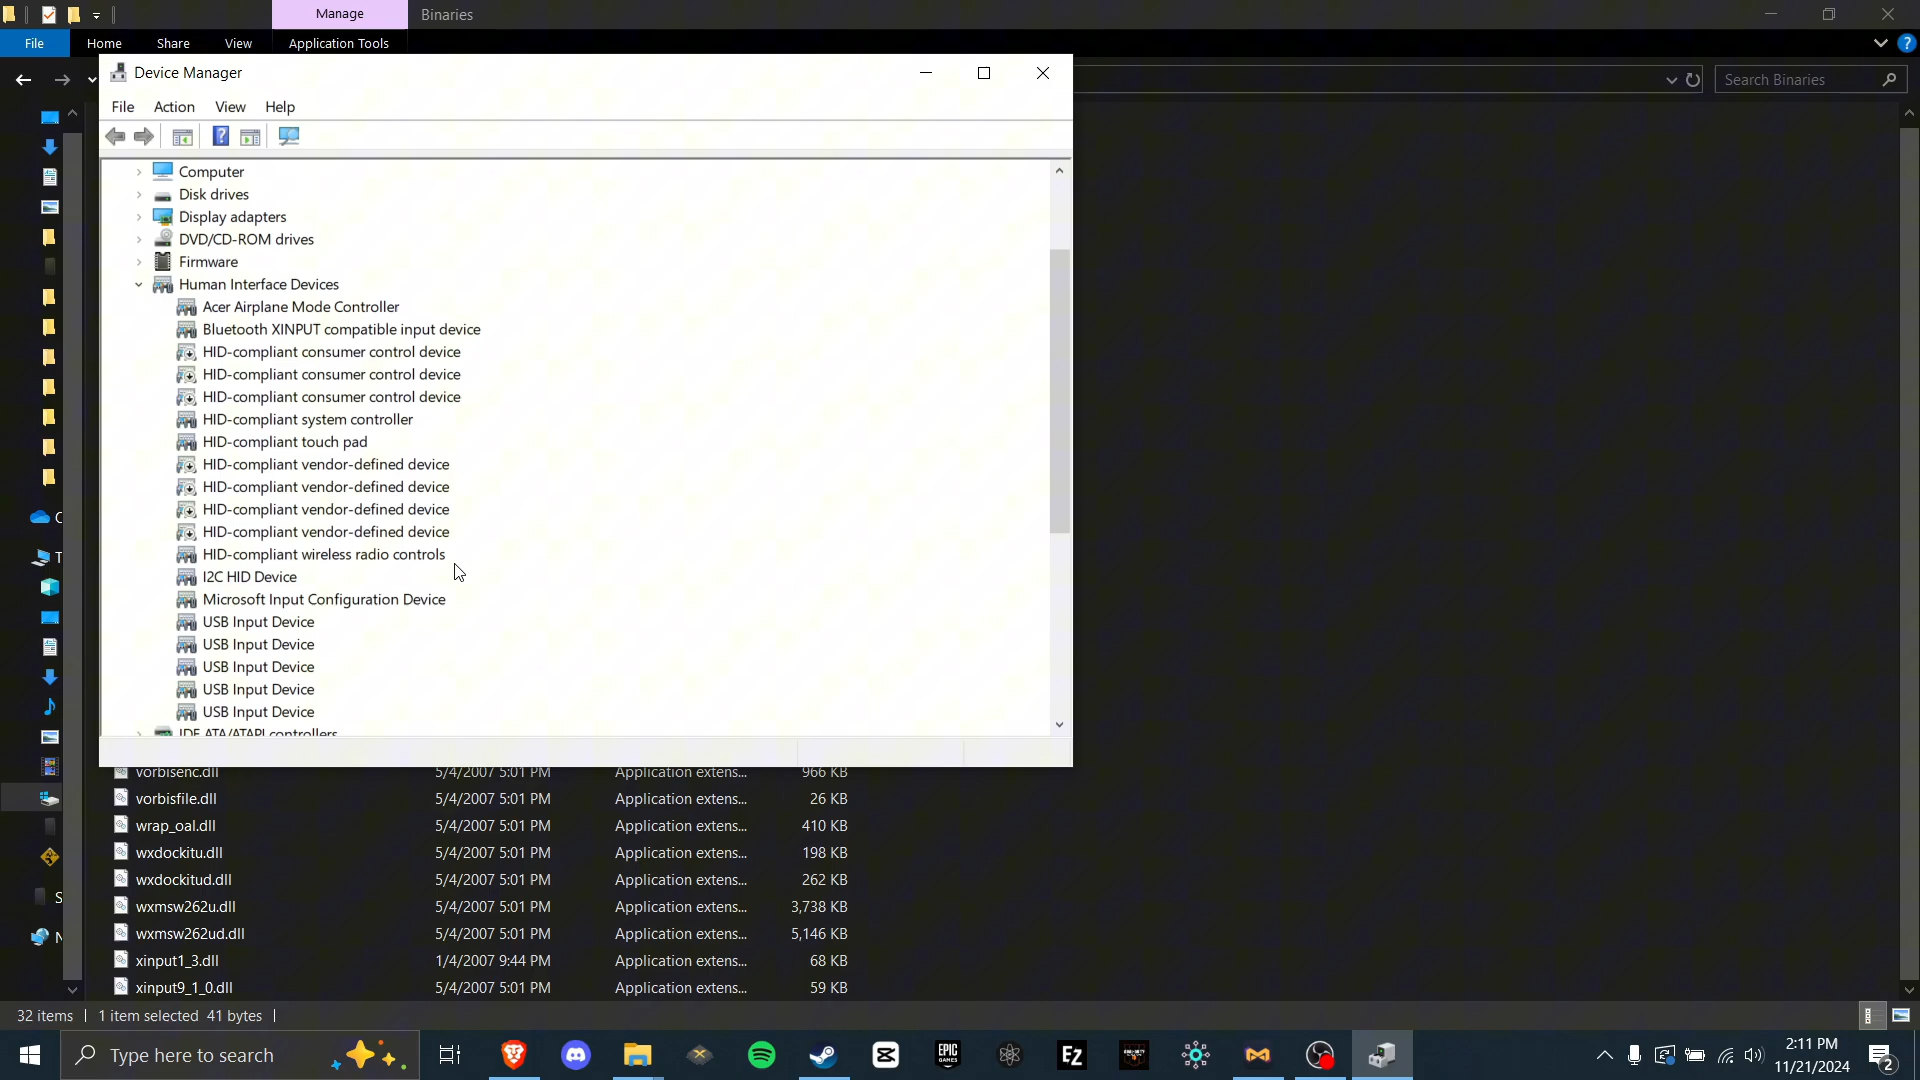 Manage
Binaries
File
Home
Share
View
Application Tools
Device Manager
Search Binaries
File
Action
View
Help
Computer
Disk drives
Display adapters
DVD/CD-ROM drives
Firmware
Human Interface Devices
Acer Airplane Mode Controller
Bluetooth XINPUT compatible input device
HID-compliant consumer control device
HID-compliant consumer control device
HID-compliant consumer control device
HID-compliant system controller
HID-compliant touch pad
HID-compliant vendor-defined device
HID-compliant vendor-defined device
HID-compliant vendor-defined device
HID-compliant vendor-defined device
HID-compliant wireless radio controls
I2C HID Device
Microsoft Input Configuration Device
USB Input Device
USB Input Device
USB Input Device
USB Input Device
USB Input Device
IDE ATA/ATAPI controllers
C
T
S
N
vorbisenc.dll 5/4/2007 5:01 PM Application extens... 966 KB
vorbisfile.dll 5/4/2007 5:01 PM Application extens... 26 KB
wrap_oal.dll 5/4/2007 5:01 PM Application extens... 410 KB
wxdockitu.dll 5/4/2007 5:01 PM Application extens... 198 KB
wxdockitud.dll 5/4/2007 5:01 PM Application extens... 262 KB
wxmsw262u.dll 5/4/2007 5:01 PM Application extens... 3,738 KB
wxmsw262ud.dll 5/4/2007 5:01 PM Application extens... 5,146 KB
xinput1_3.dll 1/4/2007 9:44 PM Application extens... 68 KB
xinput9_1_0.dll 5/4/2007 5:01 PM Application extens... 59 KB
32 items
1 item selected 41 bytes
Type here to search
EPIC GAMES
EZ
2:11 PM
11/21/2024
2